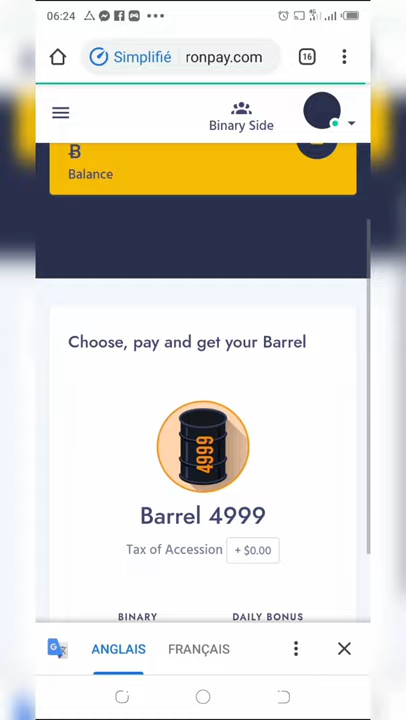 06:24
Simplifié ronpay.com 16
Binary Side
Balance
Choose, pay and get your Barrel
4999
Barrel 4999
Tax of Accession + $0.00
BINARY DAILY BONUS
ANGLAIS FRANÇAIS